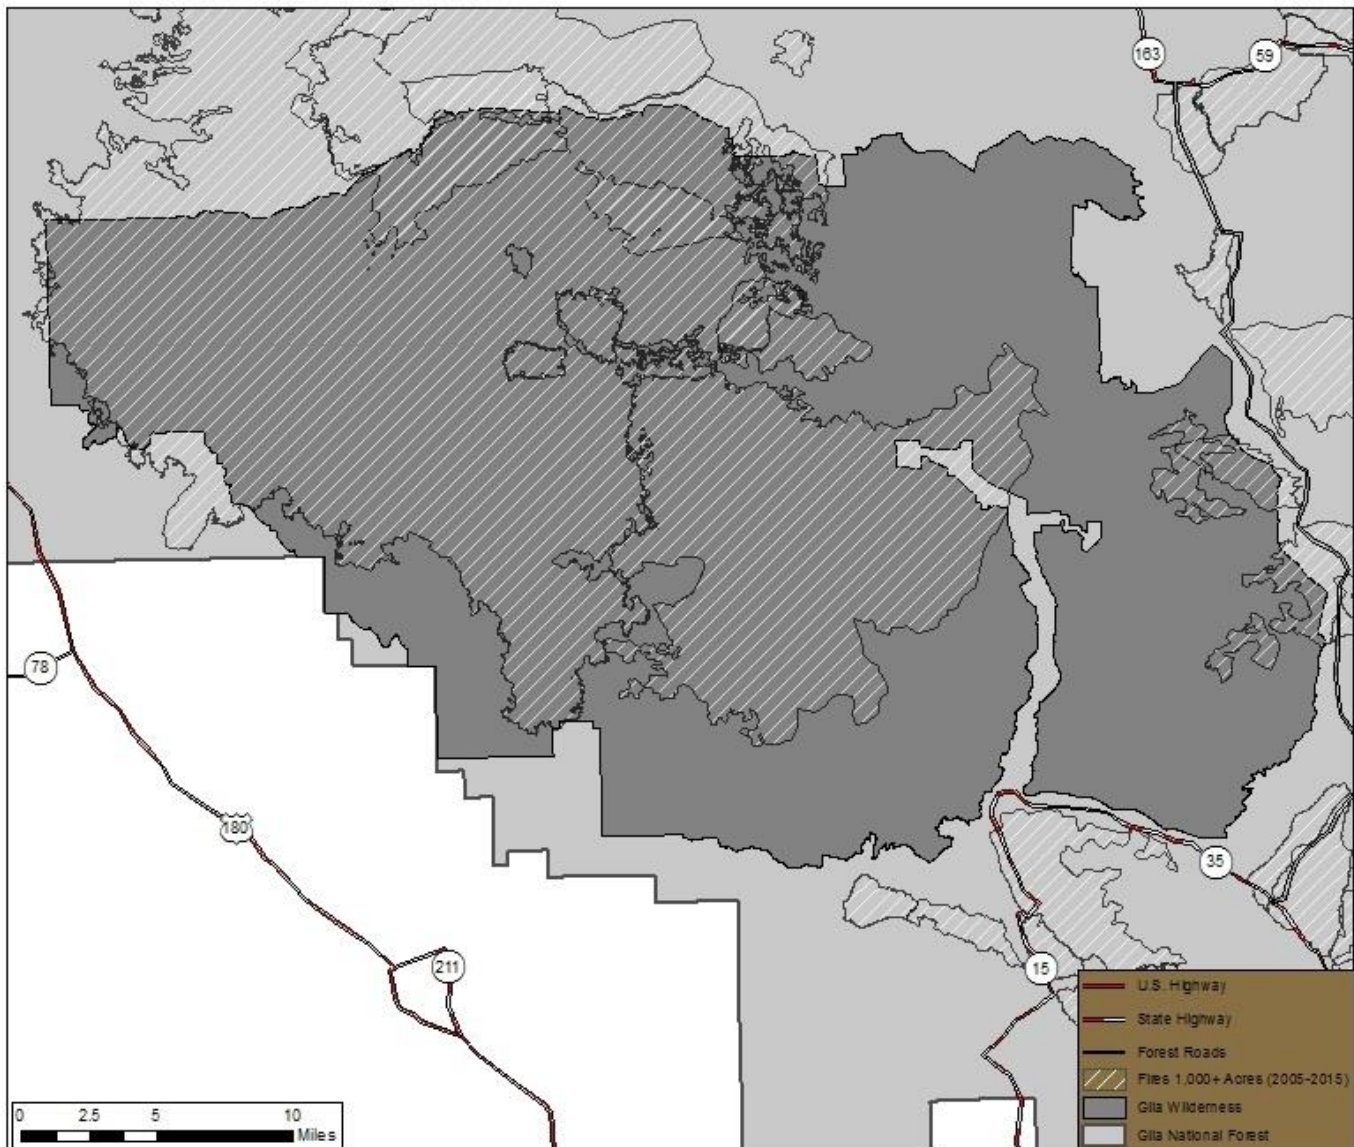 163
59
78
180
211
35
15
U.S. Highway
State Highway
Forest Roads
Fires 1,000+ Acres (2005-2015)
Gila Wilderness
Gila National Forest
0 2.5 5 10
Miles